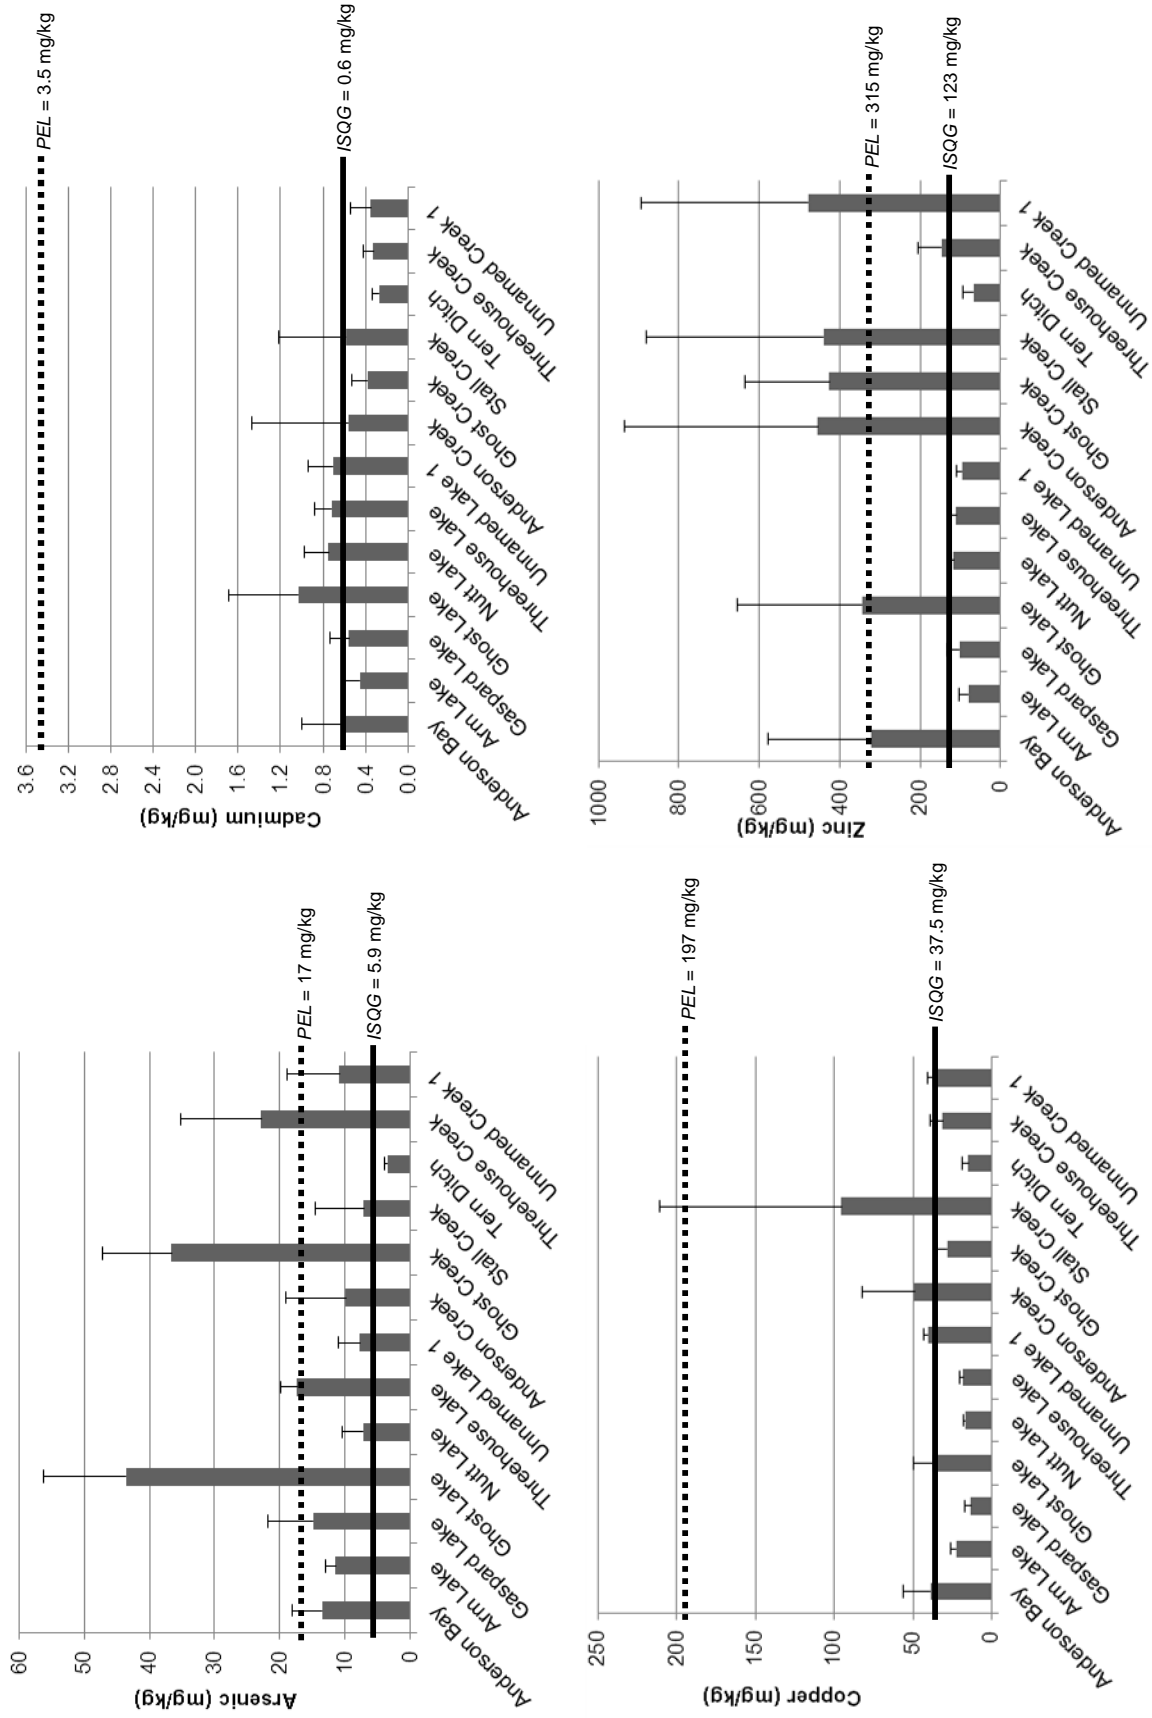 Arsenic (mg/kg)
60
50
40
30
20
10
0
PEL = 17 mg/kg
ISQG = 5.9 mg/kg
Anderson Bay
Arm Lake
Gaspard Lake
Ghost Lake
Nutt Lake
Threehouse Lake
Unnamed Lake 1
Anderson Creek
Ghost Creek
Stall Creek
Tern Ditch
Threehouse Creek
Unnamed Creek 1
Cadmium (mg/kg)
3.6
3.2
2.8
2.4
2.0
1.6
1.2
0.8
0.4
0.0
PEL = 3.5 mg/kg
ISQG = 0.6 mg/kg
Anderson Bay
Arm Lake
Gaspard Lake
Ghost Lake
Nutt Lake
Threehouse Lake
Unnamed Lake 1
Anderson Creek
Ghost Creek
Stall Creek
Tern Ditch
Threehouse Creek
Unnamed Creek 1
Copper (mg/kg)
250
200
150
100
50
0
PEL = 197 mg/kg
ISQG = 37.5 mg/kg
Anderson Bay
Arm Lake
Gaspard Lake
Ghost Lake
Nutt Lake
Threehouse Lake
Unnamed Lake 1
Anderson Creek
Ghost Creek
Stall Creek
Tern Ditch
Threehouse Creek
Unnamed Creek 1
Zinc (mg/kg)
1000
800
600
400
200
0
PEL = 315 mg/kg
ISQG = 123 mg/kg
Anderson Bay
Arm Lake
Gaspard Lake
Ghost Lake
Nutt Lake
Threehouse Lake
Unnamed Lake 1
Anderson Creek
Ghost Creek
Stall Creek
Tern Ditch
Threehouse Creek
Unnamed Creek 1